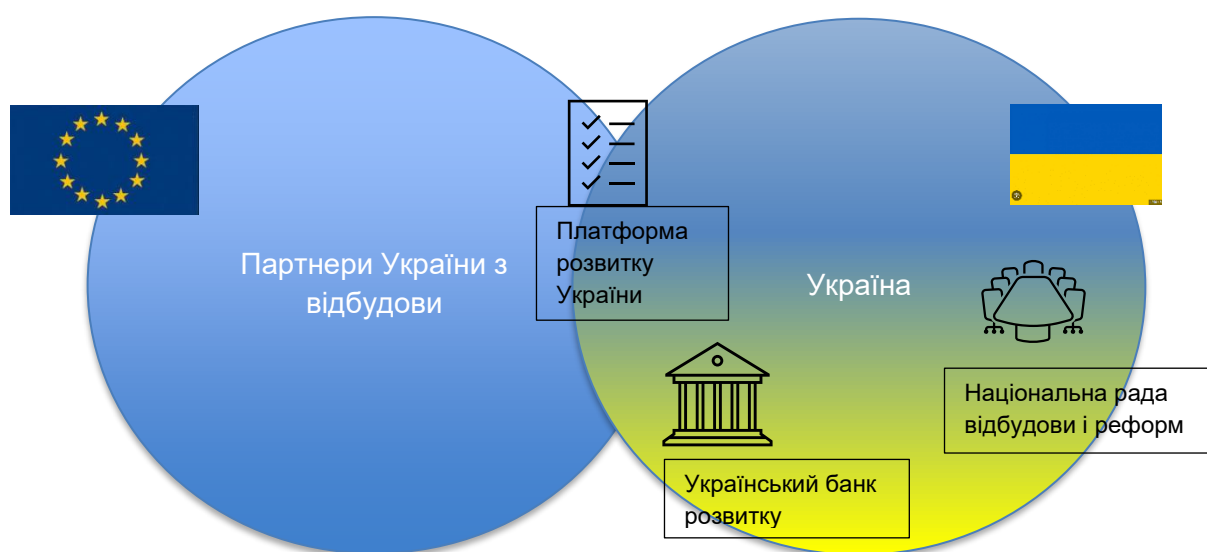 Партнери України з
відбудови
Платформа
розвитку
України
Україна
Національна рада
відбудови і реформ
Український банк
розвитку